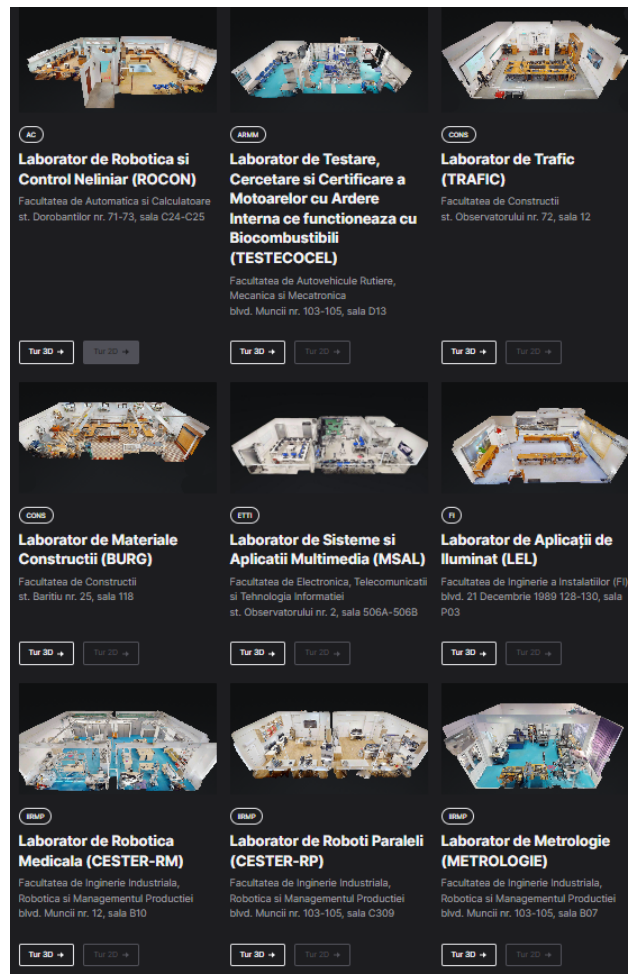 AC
Laborator de Robotica si
Control Neliniar (ROCON)
Facultatea de Automatica si Calculatoare
st. Dorobantilor nr. 71-73, sala C24-C25
Tur 3D →
Tur 2D →
ARMM
Laborator de Testare,
Cercetare si Certificare a
Motoarelor cu Ardere
Interna ce functioneaza cu
Biocombustibili
(TESTECOCEL)
Facultatea de Autovehicule Rutiere,
Mecanica si Mecatronica
blvd. Muncii nr. 103-105, sala D13
Tur 3D →
Tur 2D →
CONS
Laborator de Trafic
(TRAFIC)
Facultatea de Constructii
st. Observatorului nr. 72, sala 12
Tur 3D →
Tur 2D →
CONS
Laborator de Materiale
Constructii (BURG)
Facultatea de Constructii
st. Baritiu nr. 25, sala 118
Tur 3D →
Tur 2D →
ETTI
Laborator de Sisteme si
Aplicatii Multimedia (MSAL)
Facultatea de Electronica, Telecomunicatii
si Tehnologia Informatiei
st. Observatorului nr. 2, sala 506A-506B
Tur 3D →
Tur 2D →
FI
Laborator de Aplicații de
Iluminat (LEL)
Facultatea de Inginerie a Instalatiilor (FI)
blvd. 21 Decembrie 1989 128-130, sala
P03
Tur 3D →
Tur 2D →
IIRMP
Laborator de Robotica
Medicala (CESTER-RM)
Facultatea de Inginerie Industriala,
Robotica si Managementul Productiei
blvd. Muncii nr. 12, sala B10
Tur 3D →
Tur 2D →
IIRMP
Laborator de Roboti Paraleli
(CESTER-RP)
Facultatea de Inginerie Industriala,
Robotica si Managementul Productiei
blvd. Muncii nr. 103-105, sala C309
Tur 3D →
Tur 2D →
IIRMP
Laborator de Metrologie
(METROLOGIE)
Facultatea de Inginerie Industriala,
Robotica si Managementul Productiei
blvd. Muncii nr. 103-105, sala B07
Tur 3D →
Tur 2D →